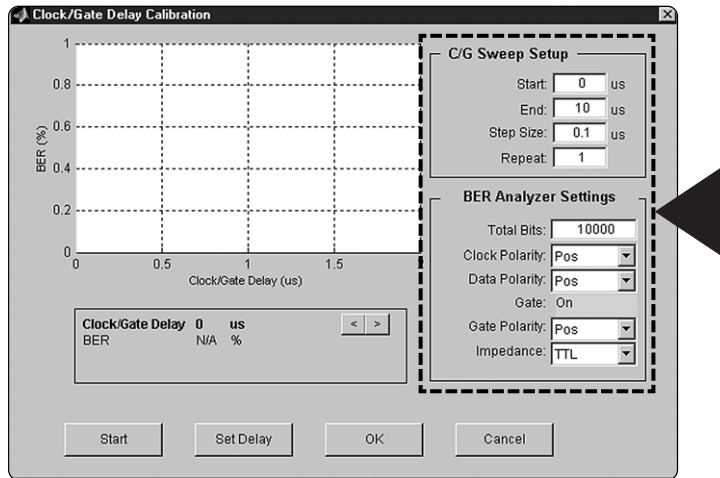 Clock/Gate Delay Calibration
1
0.8
0.6
0.4
0.2
0
BER (%)
0 0.5 1 1.5
Clock/Gate Delay (us)
Clock/Gate Delay 0 us < >
BER N/A %
C/G Sweep Setup
Start: 0 us
End: 10 us
Step Size: 0.1 us
Repeat: 1
BER Analyzer Settings
Total Bits: 10000
Clock Polarity: Pos
Data Polarity: Pos
Gate: On
Gate Polarity: Pos
Impedance: TTL
Start Set Delay OK Cancel